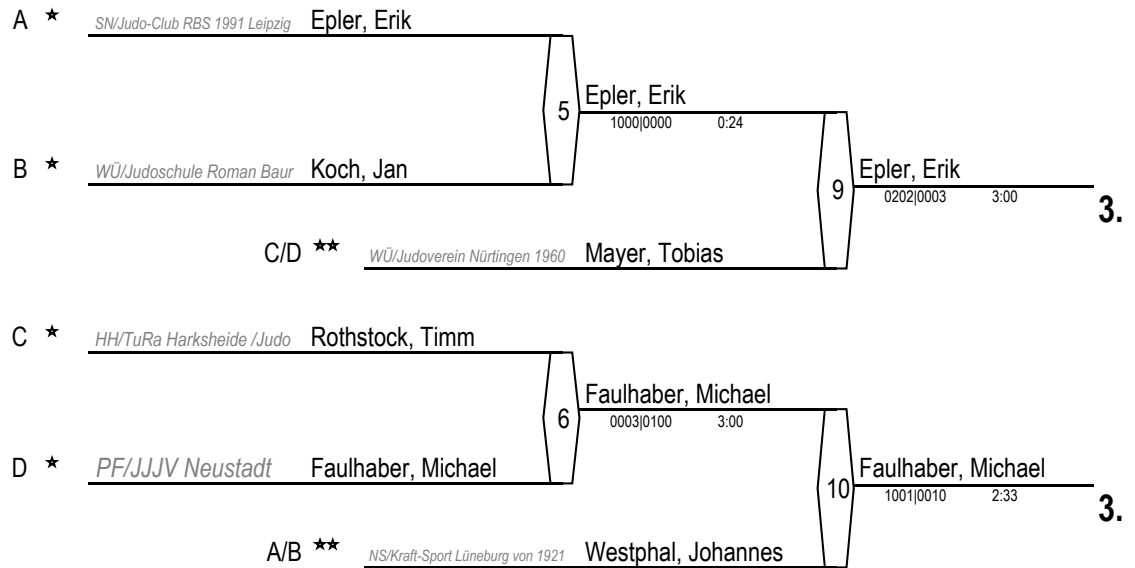 A ★ SN/Judo-Club RBS 1991 Leipzig Epler, Erik
5 Epler, Erik
1000|0000 0:24
B ★ WÜ/Judoschule Roman Baur Koch, Jan
9 Epler, Erik
0202|0003 3:00
3.
C/D ★★ WÜ/Judoverein Nürtingen 1960 Mayer, Tobias
C ★ HH/TuRa Harksheide /Judo Rothstock, Timm
6 Faulhaber, Michael
0003|0100 3:00
D ★ PF/JJJV Neustadt Faulhaber, Michael
10 Faulhaber, Michael
1001|0010 2:33
3.
A/B ★★ NS/Kraft-Sport Lüneburg von 1921 Westphal, Johannes